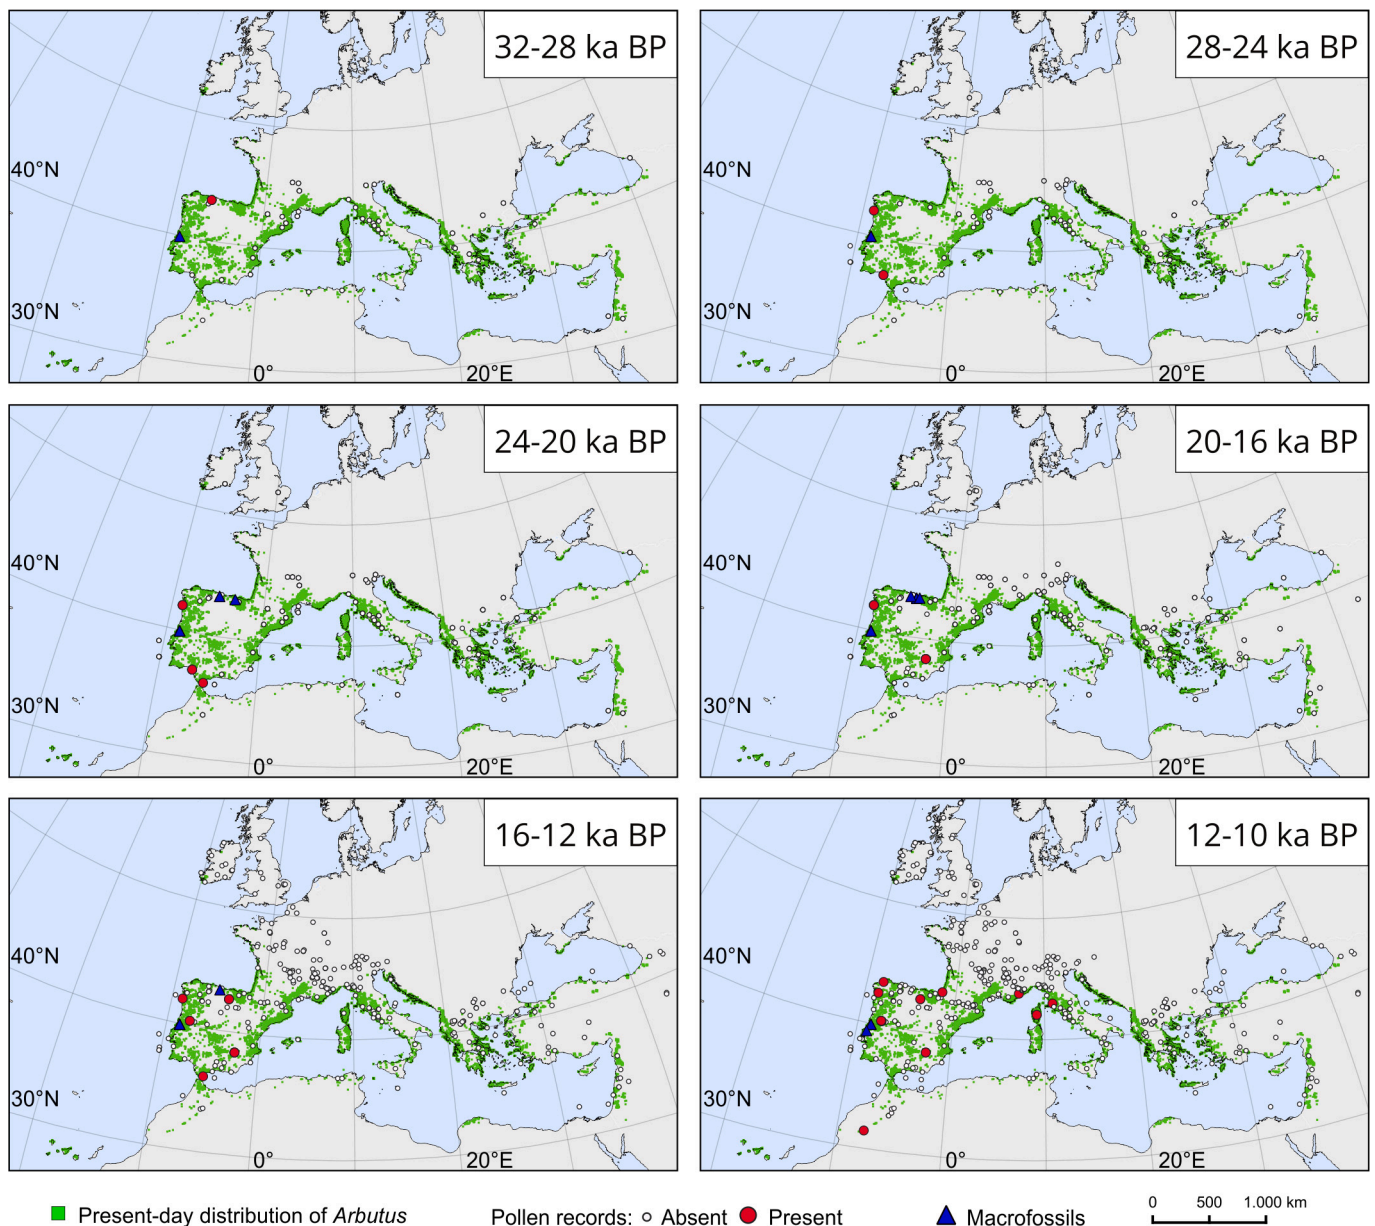 32-28 ka BP
40°N
30°N
0°
20°E
28-24 ka BP
40°N
30°N
0°
20°E
24-20 ka BP
40°N
30°N
0°
20°E
20-16 ka BP
40°N
30°N
0°
20°E
16-12 ka BP
40°N
30°N
0°
20°E
12-10 ka BP
40°N
30°N
0°
20°E
Present-day distribution of Arbutus
Pollen records: Absent Present
Macrofossils
0 500 1.000 km